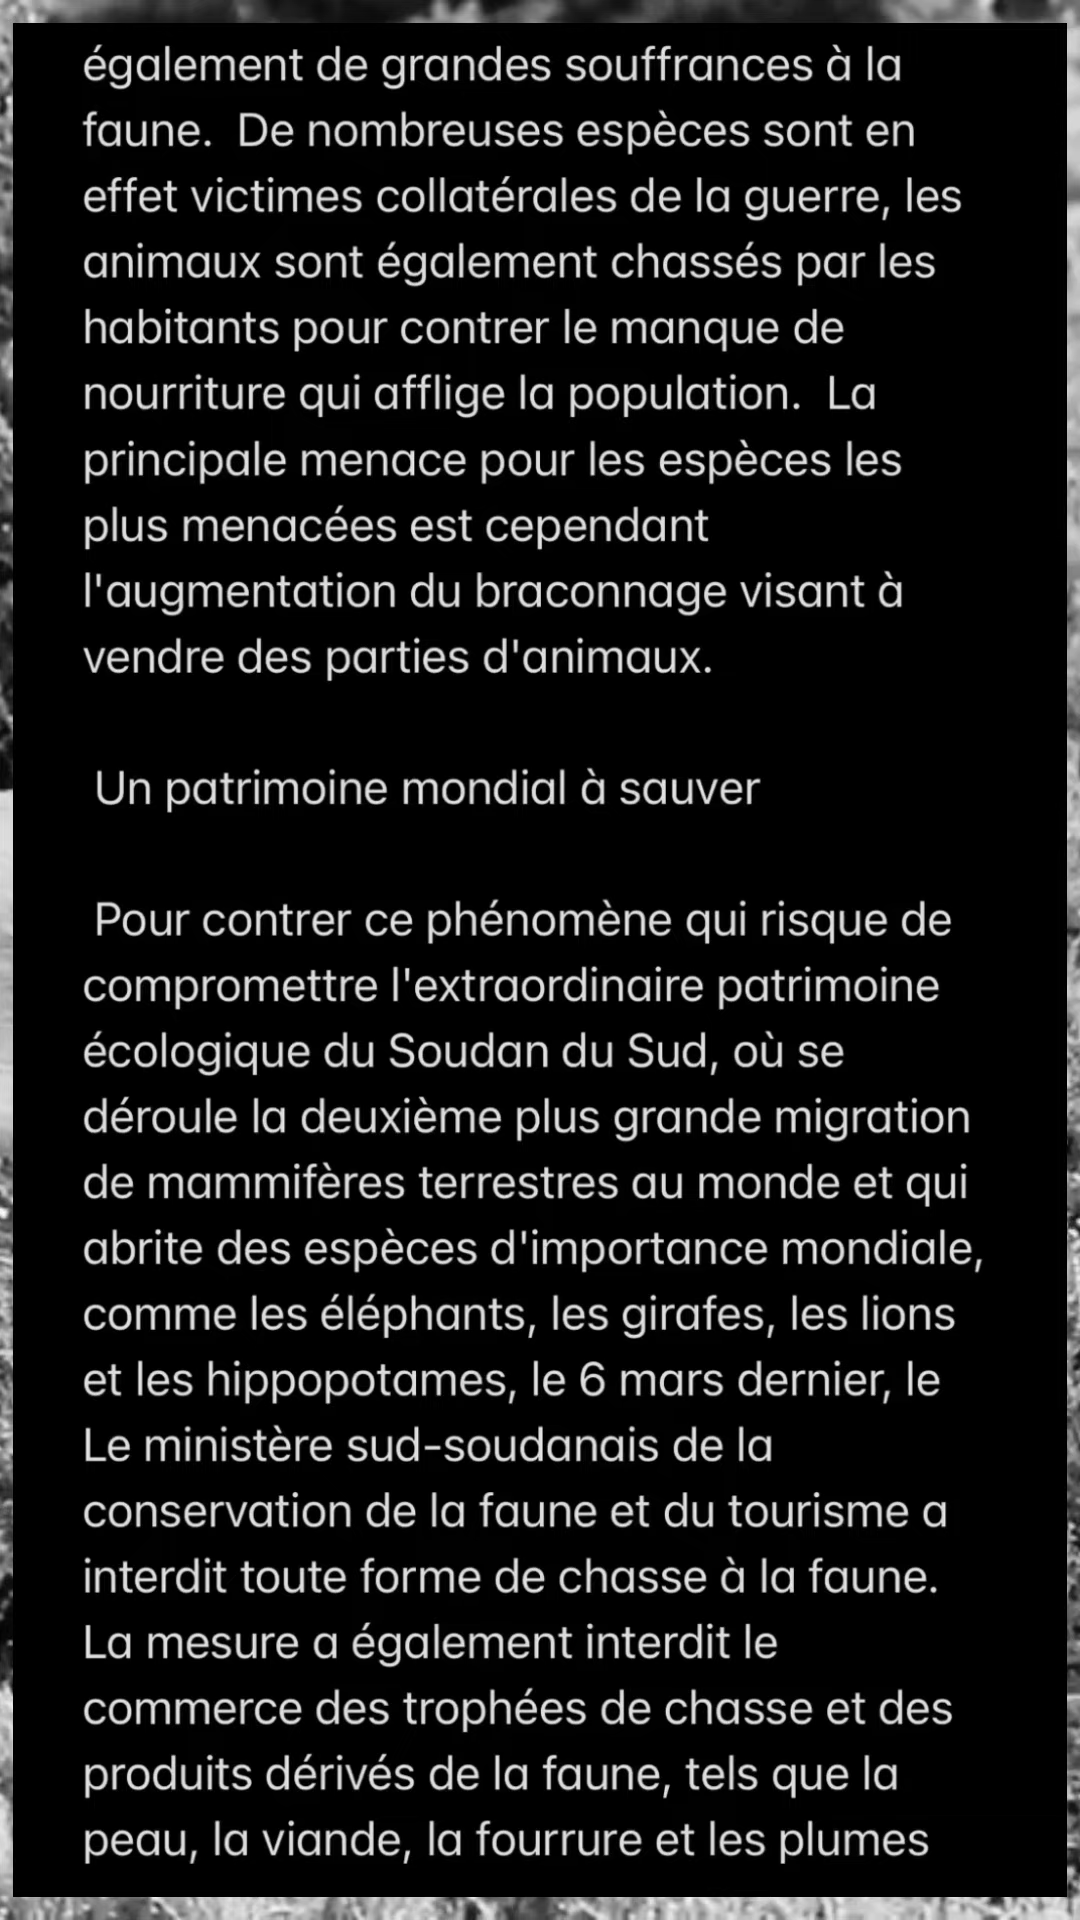 également de grandes souffrances à la
faune.  De nombreuses espèces sont en
effet victimes collatérales de la guerre, les
animaux sont également chassés par les
habitants pour contrer le manque de
nourriture qui afflige la population.  La
principale menace pour les espèces les
plus menacées est cependant
l'augmentation du braconnage visant à
vendre des parties d'animaux.
Un patrimoine mondial à sauver
Pour contrer ce phénomène qui risque de
compromettre l'extraordinaire patrimoine
écologique du Soudan du Sud, où se
déroule la deuxième plus grande migration
de mammifères terrestres au monde et qui
abrite des espèces d'importance mondiale,
comme les éléphants, les girafes, les lions
et les hippopotames, le 6 mars dernier, le
Le ministère sud-soudanais de la
conservation de la faune et du tourisme a
interdit toute forme de chasse à la faune.
La mesure a également interdit le
commerce des trophées de chasse et des
produits dérivés de la faune, tels que la
peau, la viande, la fourrure et les plumes